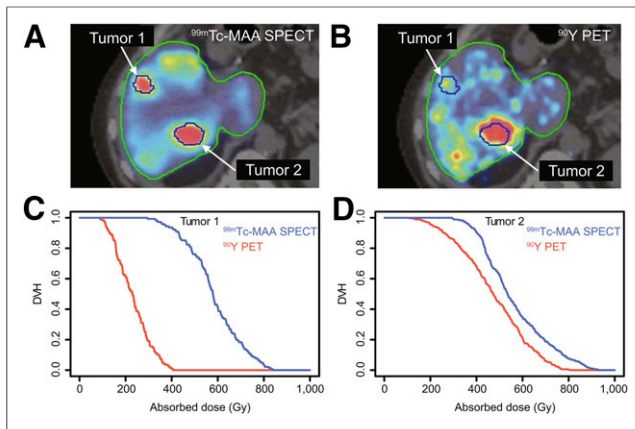 A
Tumor 1
99mTc-MAA SPECT
Tumor 2
B
Tumor 1
90Y PET
Tumor 2
C
Tumor 1
99mTc-MAA SPECT
90Y PET
DVH
1.0
0.8
0.6
0.4
0.2
0.0
0 200 400 600 800 1,000
Absorbed dose (Gy)
D
Tumor 2
99mTc-MAA SPECT
90Y PET
DVH
1.0
0.8
0.6
0.4
0.2
0.0
0 200 400 600 800 1,000
Absorbed dose (Gy)